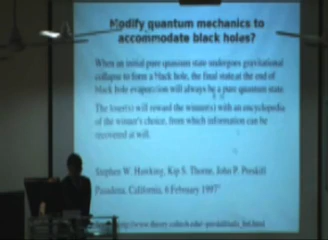 Modify quantum mechanics to
accommodate black holes?
When an initial pure quantum state undergoes gravitational
collapse to form a black hole, the final state at the end of
black hole evaporation will always be a pure quantum state.
The loser(s) will reward the winner(s) with an encyclopedia
of the winner's choice, from which information can be
recovered at will.
Stephen W. Hawking, Kip S. Thorne, John P. Preskill
Pasadena, California, 6 February 1997